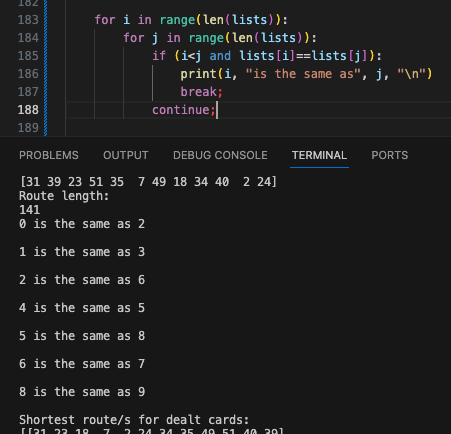 182
183 for i in range(len(lists)):
184 for j in range(len(lists)):
185 if (i<j and lists[i]==lists[j]):
186 print(i, "is the same as", j, "\n")
187 break;
188 continue;
189
PROBLEMS OUTPUT DEBUG CONSOLE TERMINAL PORTS
[31 39 23 51 35  7 49 18 34 40  2 24]
Route length:
141
0 is the same as 2
1 is the same as 3
2 is the same as 6
4 is the same as 5
5 is the same as 8
6 is the same as 7
8 is the same as 9
Shortest route/s for dealt cards:
[[31 23 18  7  2 24 34 35 49 51 40 39]